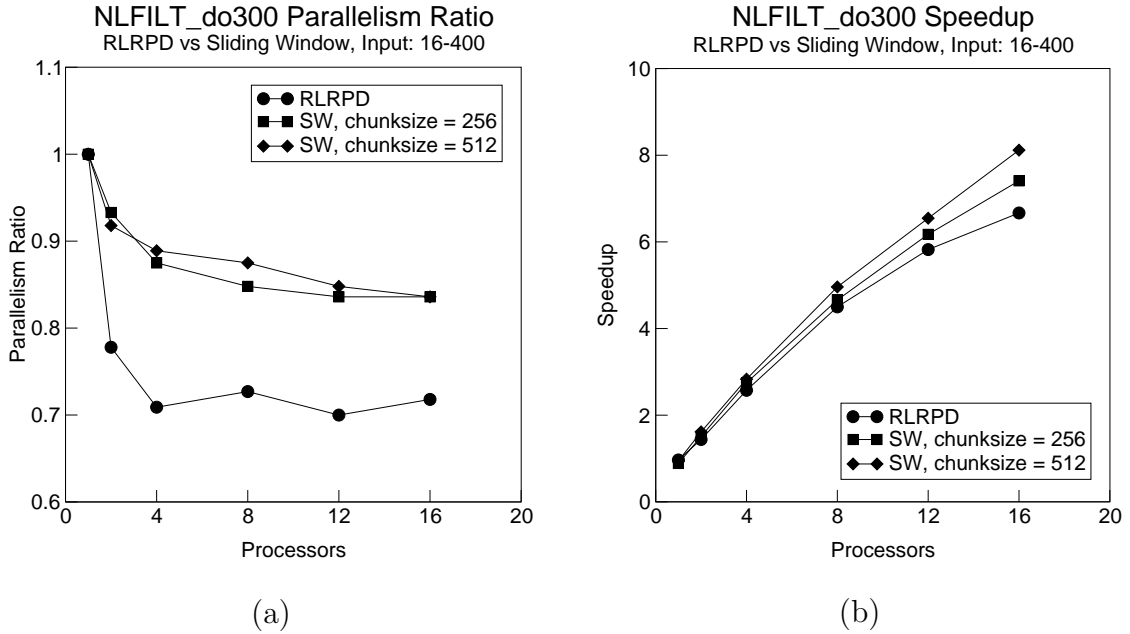 NLFILT_do300 Parallelism Ratio
RLRPD vs Sliding Window, Input: 16-400
1.1
1
0.9
0.8
0.7
0.6
Parallelism Ratio
RLRPD
SW, chunksize = 256
SW, chunksize = 512
0
4
8
12
16
20
Processors
(a)
NLFILT_do300 Speedup
RLRPD vs Sliding Window, Input: 16-400
10
8
6
4
2
0
Speedup
RLRPD
SW, chunksize = 256
SW, chunksize = 512
0
4
8
12
16
20
Processors
(b)